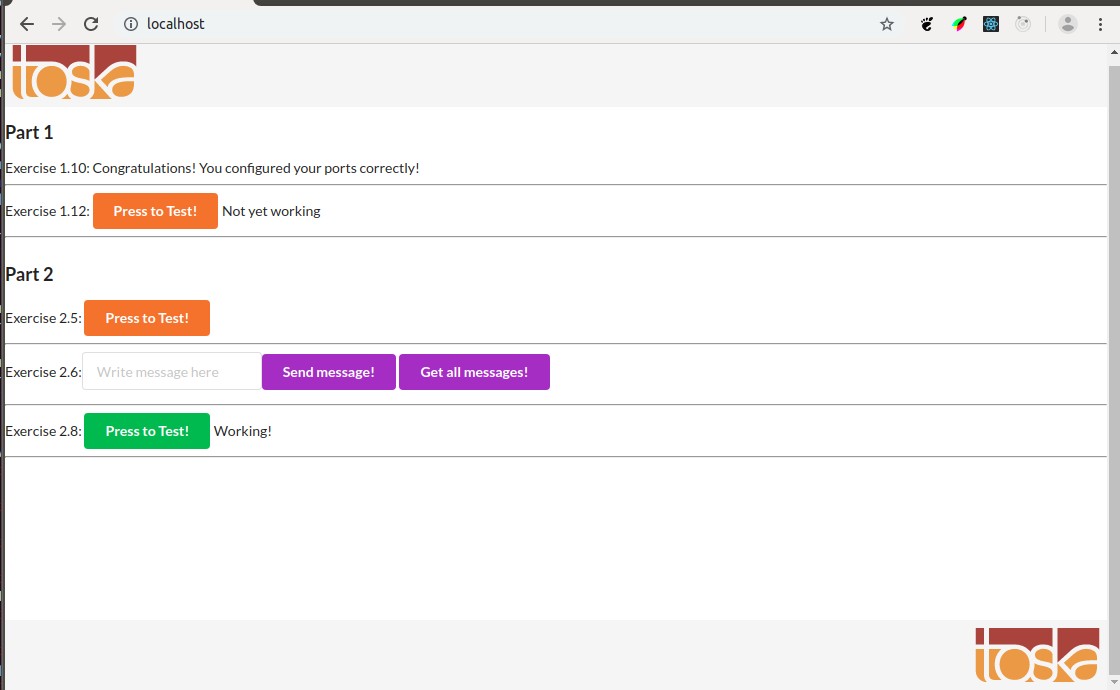 localhost
toska
Part 1
Exercise 1.10: Congratulations! You configured your ports correctly!
Exercise 1.12: Press to Test! Not yet working
Part 2
Exercise 2.5: Press to Test!
Exercise 2.6: Write message here Send message! Get all messages!
Exercise 2.8: Press to Test! Working!
toska